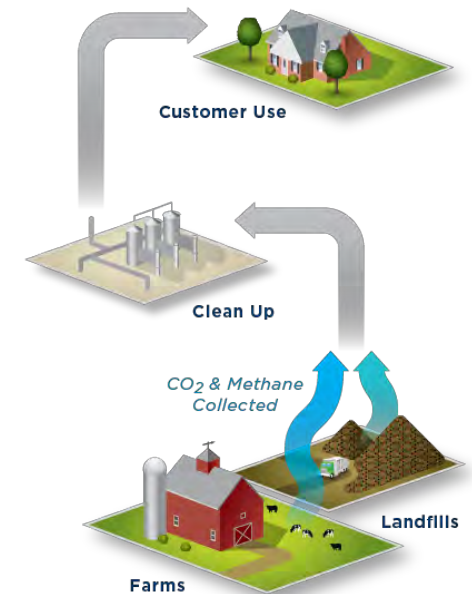 Customer Use
Clean Up
CO₂ & Methane
Collected
Landfills
Farms